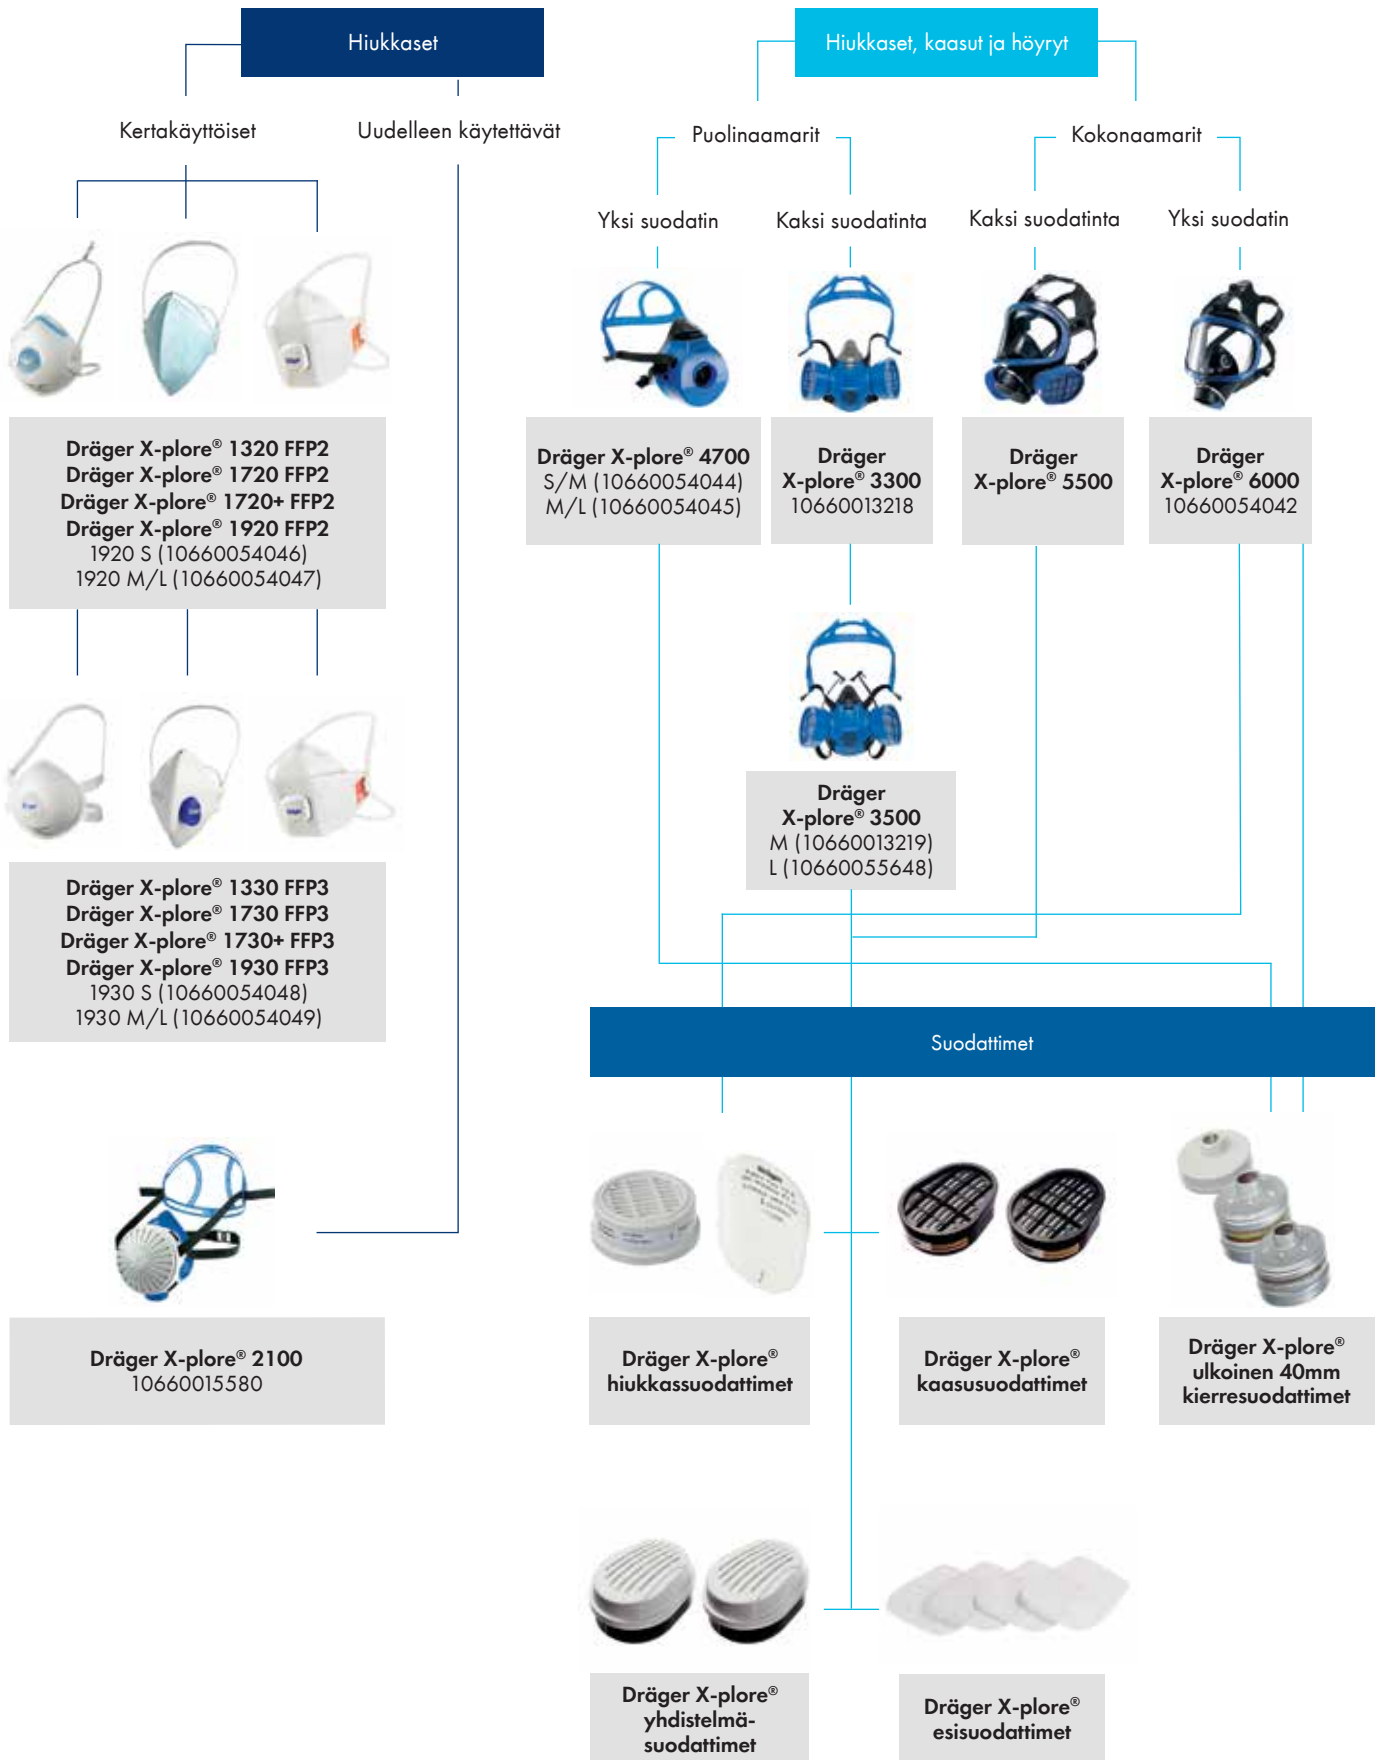 Hiukkaset
Kertakäyttöiset
Uudelleen käytettävät
Dräger X-plore® 1320 FFP2
Dräger X-plore® 1720 FFP2
Dräger X-plore® 1720+ FFP2
Dräger X-plore® 1920 FFP2
1920 S (10660054046)
1920 M/L (10660054047)
Dräger X-plore® 1330 FFP3
Dräger X-plore® 1730 FFP3
Dräger X-plore® 1730+ FFP3
Dräger X-plore® 1930 FFP3
1930 S (10660054048)
1930 M/L (10660054049)
Dräger X-plore® 2100
10660015580
Hiukkaset, kaasut ja höyryt
Puolinaamarit
Kokonaamarit
Yksi suodatin
Kaksi suodatinta
Kaksi suodatinta
Yksi suodatin
Dräger X-plore® 4700
S/M (10660054044)
M/L (10660054045)
Dräger
X-plore® 3300
10660013218
Dräger
X-plore® 5500
Dräger
X-plore® 6000
10660054042
Dräger
X-plore® 3500
M (10660013219)
L (10660055648)
Suodattimet
Dräger X-plore®
hiukkassuodattimet
Dräger X-plore®
kaasusuodattimet
Dräger X-plore®
ulkoinen 40mm
kierresuodattimet
Dräger X-plore®
yhdistelmä-
suodattimet
Dräger X-plore®
esisuodattimet